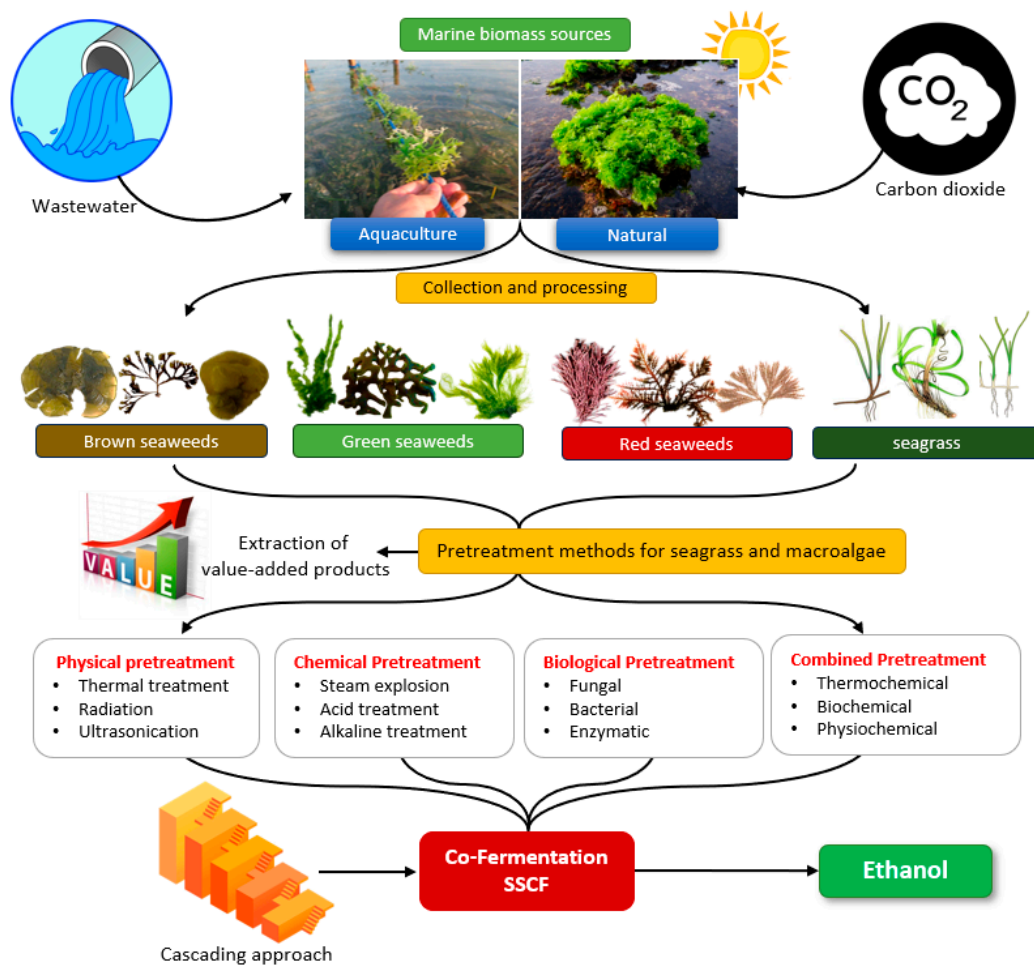 Marine biomass sources
CO2
Wastewater
Carbon dioxide
Aquaculture
Natural
Collection and processing
Brown seaweeds
Green seaweeds
Red seaweeds
seagrass
VALUE
Extraction of
value-added products
Pretreatment methods for seagrass and macroalgae
Physical pretreatment
• Thermal treatment
• Radiation
• Ultrasonication
Chemical Pretreatment
• Steam explosion
• Acid treatment
• Alkaline treatment
Biological Pretreatment
• Fungal
• Bacterial
• Enzymatic
Combined Pretreatment
• Thermochemical
• Biochemical
• Physiochemical
Co-Fermentation
SSCF
Ethanol
Cascading approach